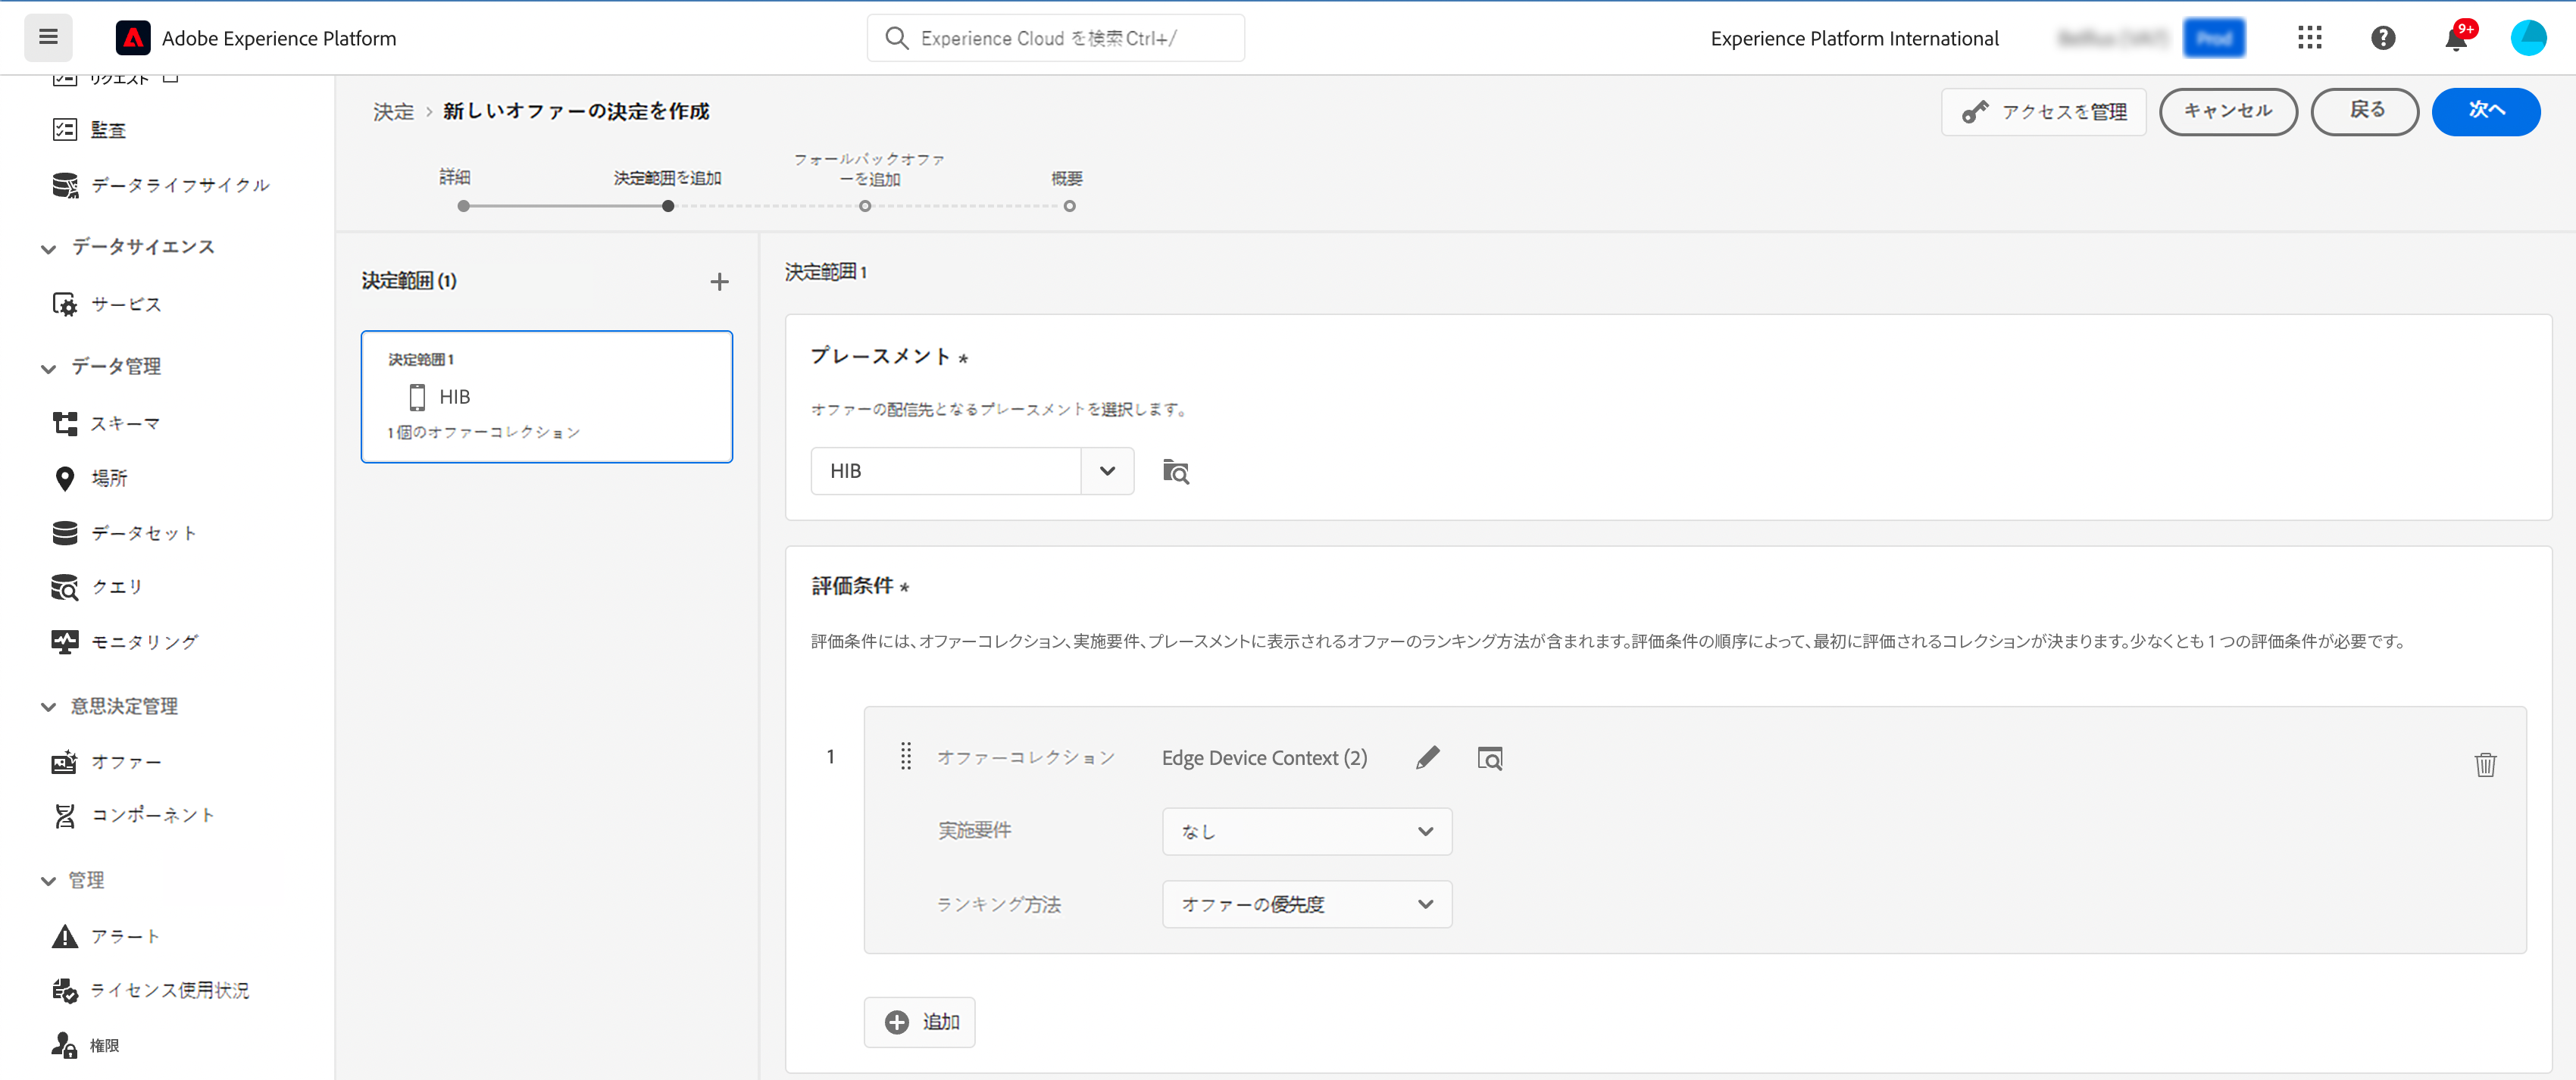 Adobe Experience Platform
Experience Cloud を検索 Ctrl+/
Experience Platform International
Prod
9+
リクエスト
監査
データライフサイクル
データサイエンス
サービス
データ管理
スキーマ
場所
データセット
クエリ
モニタリング
意思決定管理
オファー
コンポーネント
管理
アラート
ライセンス使用状況
権限
決定 › 新しいオファーの決定を作成
アクセスを管理
キャンセル
戻る
次へ
詳細
決定範囲を追加
フォールバックオファ
ーを追加
概要
決定範囲 (1)
決定範囲 1
HIB
1 個のオファーコレクション
決定範囲 1
プレースメント *
オファーの配信先となるプレースメントを選択します。
HIB
評価条件 *
評価条件には、オファーコレクション、実施要件、プレースメントに表示されるオファーのランキング方法が含まれます。評価条件の順序によって、最初に評価されるコレクションが決まります。少なくとも 1 つの評価条件が必要です。
1
オファーコレクション
Edge Device Context (2)
実施要件
なし
ランキング方法
オファーの優先度
追加